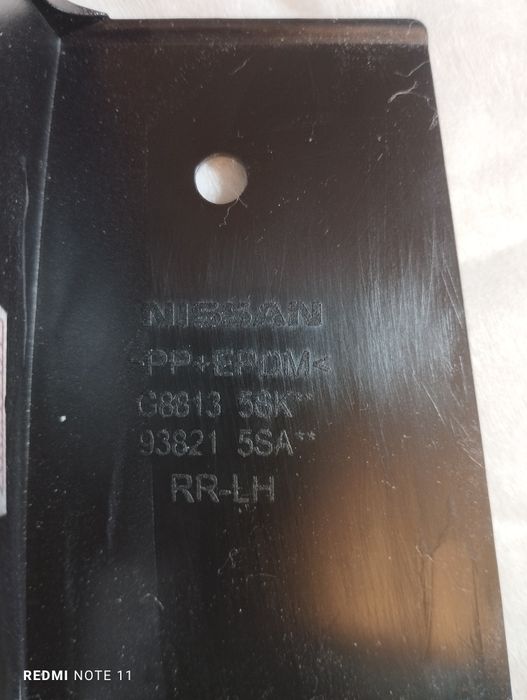 NISSAN
>PP+EPDM<
G8813 5SK**
93821 5SA**
RR-LH
REDMI NOTE 11